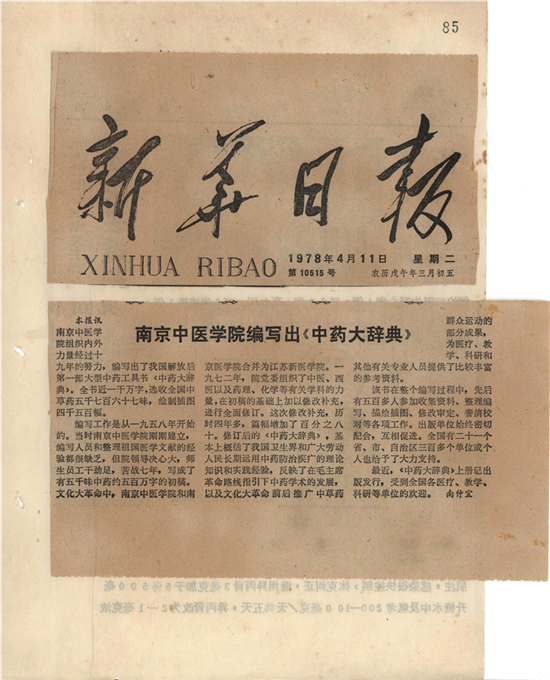 85
新华日报
XINHUA RIBAO
1978年4月11日 星期二
第10515号 农历戊午年三月初五
南京中医学院编写出《中药大辞典》
本报讯
南京中医学
院组织内外
力量经过十
九年的努力，编写出了我国解放后
第一部大型中药工具书《中药大辞
典》。全书近一千万字，选收全国中
草药五千七百六十七味，绘制插图
四千五百幅。
编写工作是从一九五八年开
始的。当时南京中医学院刚刚建立，
编写人员和整理祖国医学文献的经
验都很缺乏，但院领导决心大，师
生员工干劲足，苦战七年，写成了
有五千味中药约五百万字的初稿。
文化大革命中，南京中医学院和南
京医学院合并为江苏新医学院。一
九七二年，院党委组织了中医、西
医以及药理、化学等有关学科的力
量，在初稿的基础上加以修改补充，
进行全面修订。这次修改补充，历
时四年多，篇幅增加了百分之八
十。修订后的《中药大辞典》，基
本上概括了我国卫生界和广大劳动
人民长期运用中药防治疾病的理论
知识和实践经验，反映了在毛主席
革命路线指引下中药学术的发展，
以及文化大革命前后推广中草药
群众运动的
部分成果，
为医疗、教
学、科研和
其他有关专业人员提供了比较丰富
的参考资料。
该书在整个编写过程中，先后
有五百多人参加收集资料、整理编
写、描绘插图、修改审定、誊清校
对等各项工作。出版单位始终密切
配合，互相促进。全国有二十一个
省、市、自治区三百多个单位或个
人也给予了大力支持。
最近，《中药大辞典》上册已出
版发行，受到全国各医疗、教学、
科研等单位的欢迎。 南什宣